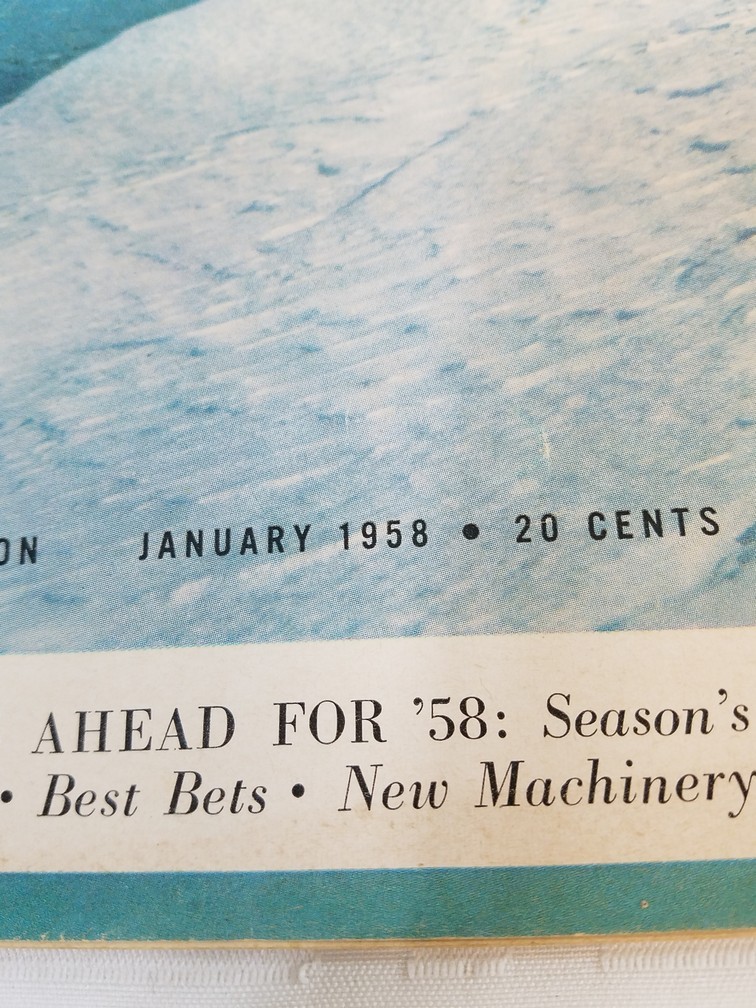 ON JANUARY 1958 • 20 CENTS
AHEAD FOR '58: Season's
• Best Bets • New Machinery